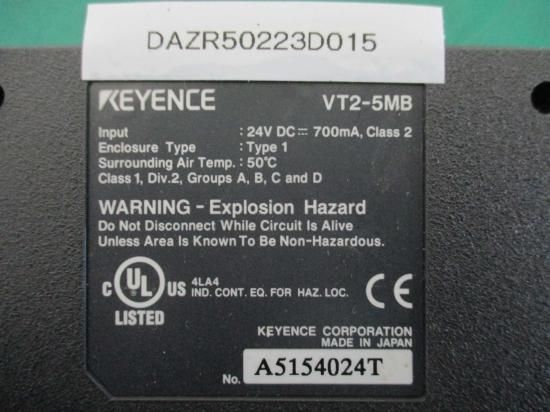 DAZR50223D015
KEYENCE VT2-5MB
Input : 24V DC ⎓ 700mA, Class 2
Enclosure Type : Type 1
Surrounding Air Temp. : 50°C
Class 1, Div.2, Groups A, B, C and D
WARNING - Explosion Hazard
Do Not Disconnect While Circuit Is Alive
Unless Area Is Known To Be Non-Hazardous.
C UL US 4LA4
IND. CONT. EQ. FOR HAZ. LOC. CE
LISTED
KEYENCE CORPORATION
MADE IN JAPAN
No. A5154024T